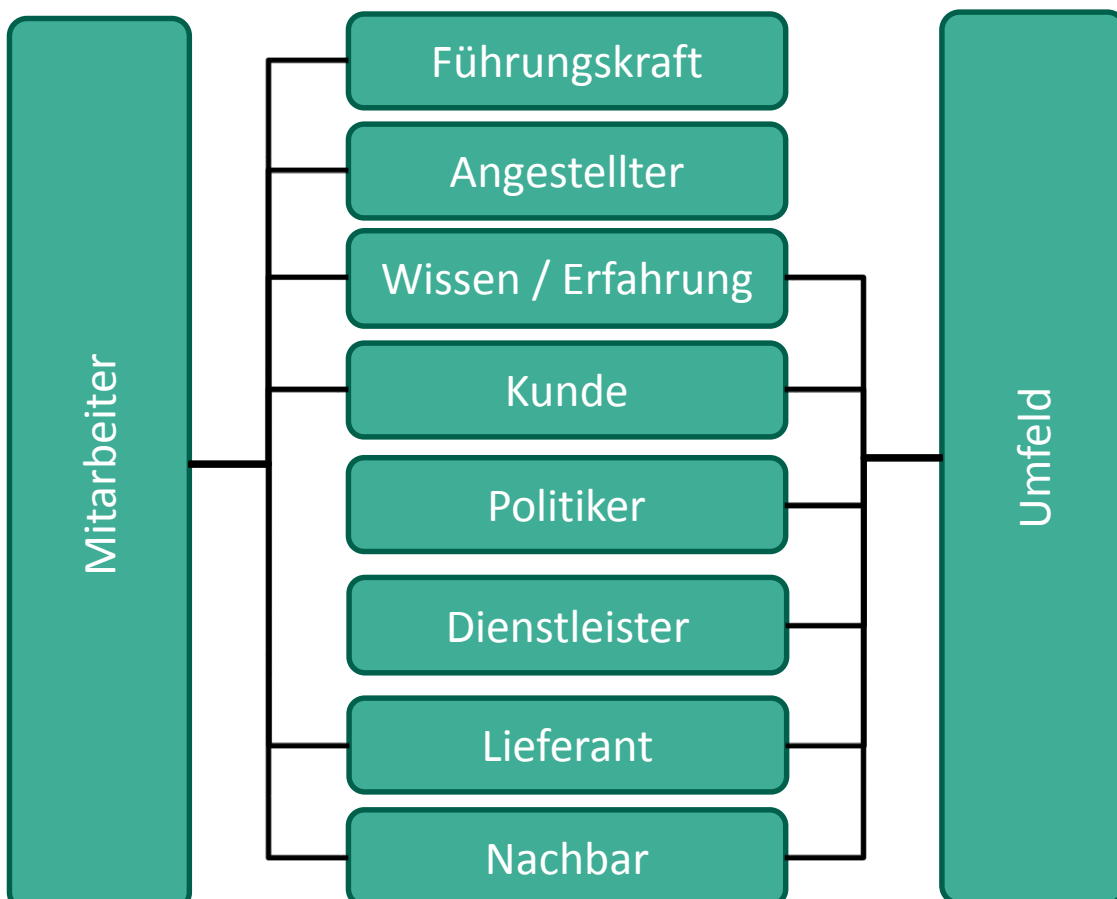 Mitarbeiter
Führungskraft
Angestellter
Wissen / Erfahrung
Kunde
Politiker
Dienstleister
Lieferant
Nachbar
Umfeld